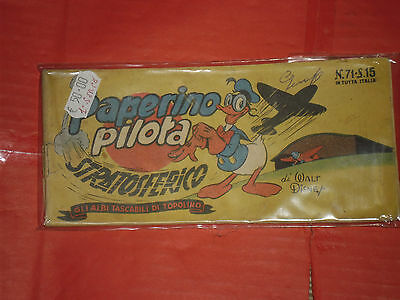 N. 71 - £. 15
IN TUTTA ITALIA
Paperino
pilota
STRATOSFERICO
di WALT
DISNEY
GLI ALBI TASCABILI DI TOPOLINO